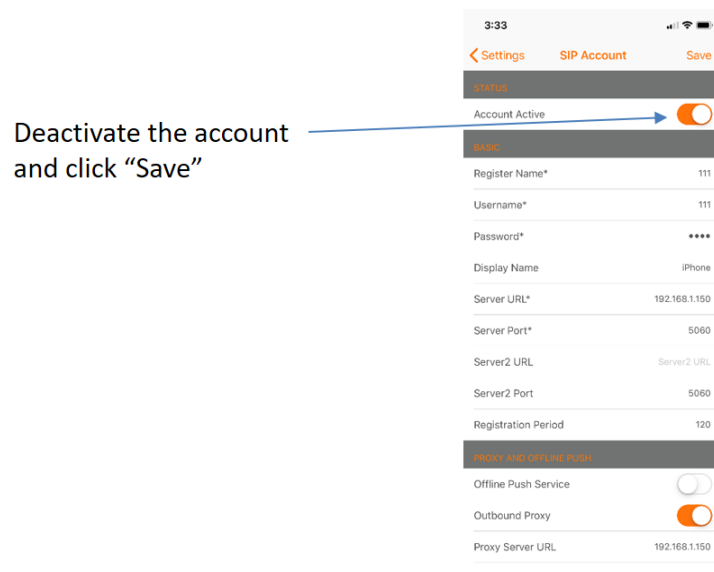 3:33
Settings SIP Account Save
STATUS
Account Active
Deactivate the account
and click “Save”
BASIC
Register Name* 111
Username* 111
Password* ••••
Display Name iPhone
Server URL* 192.168.1.150
Server Port* 5060
Server2 URL Server2 URL
Server2 Port 5060
Registration Period 120
PROXY AND OFFLINE PUSH
Offline Push Service
Outbound Proxy
Proxy Server URL 192.168.1.150